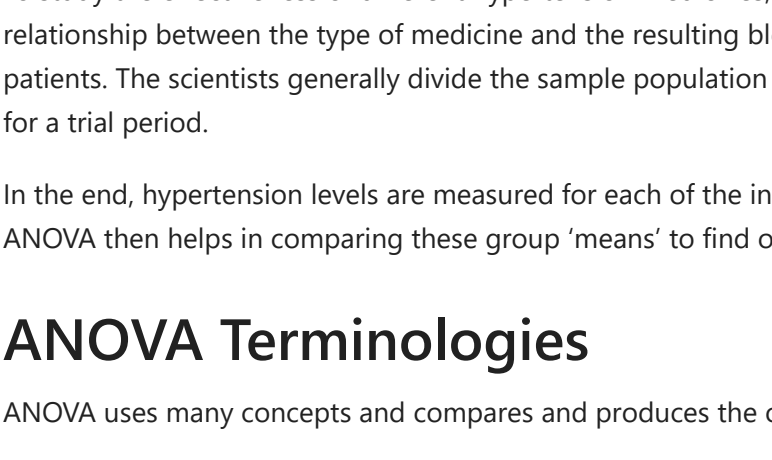 relationship between the type of medicine and the resulting
patients. The scientists generally divide the sample population
for a trial period.
In the end, hypertension levels are measured for each of the
ANOVA then helps in comparing these group ‘means’ to find
ANOVA Terminologies
ANOVA uses many concepts and compares and produces the